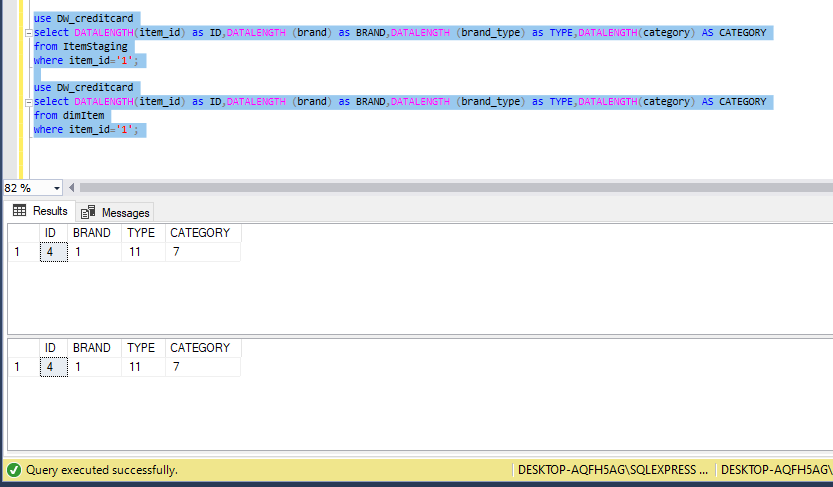 use DW_creditcard
select DATALENGTH(item_id) as ID,DATALENGTH (brand) as BRAND,DATALENGTH (brand_type) as TYPE,DATALENGTH(category) AS CATEGORY
from ItemStaging
where item_id='1';
use DW_creditcard
select DATALENGTH(item_id) as ID,DATALENGTH (brand) as BRAND,DATALENGTH (brand_type) as TYPE,DATALENGTH(category) AS CATEGORY
from dimItem
where item_id='1';
82 %
Results Messages
ID BRAND TYPE CATEGORY
1 4 1 11 7
ID BRAND TYPE CATEGORY
1 4 1 11 7
Query executed successfully. DESKTOP-AQFH5AG\SQLEXPRESS ... DESKTOP-AQFH5AG\